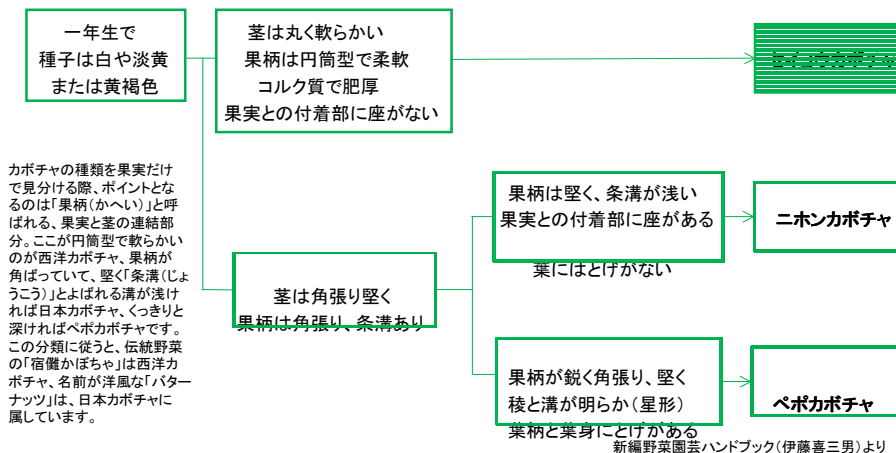 一年生で
種子は白や淡黄
または黄褐色
茎は丸く軟らかい
果柄は円筒型で柔軟
コルク質で肥厚
果実との付着部に座がない
カボチャの種類を果実だけ
で見分ける際、ポイントとな
るのは「果柄(かへい)」と呼
ばれる、果実と茎の連結部
分。ここが円筒型で軟らかい
のが西洋カボチャ、果柄が
角ばっていて、堅く「条溝(じょ
うこう)」とよばれる溝が浅け
れば日本カボチャ、くっきりと
深ければペポカボチャです。
この分類に従うと、伝統野菜
の「宿儺かぼちゃ」は西洋カ
ボチャ、名前が洋風な「バター
ナッツ」は、日本カボチャに
属しています。
茎は角張り堅く
果柄は角張り、条溝あり
果柄は堅く、条溝が浅い
果実との付着部に座がある
葉にはとげがない
ニホンカボチャ
果柄が鋭く角張り、堅く
稜と溝が明らか(星形)
葉柄と葉身にとげがある
ペポカボチャ
新編野菜園芸ハンドブック(伊藤喜三男)より